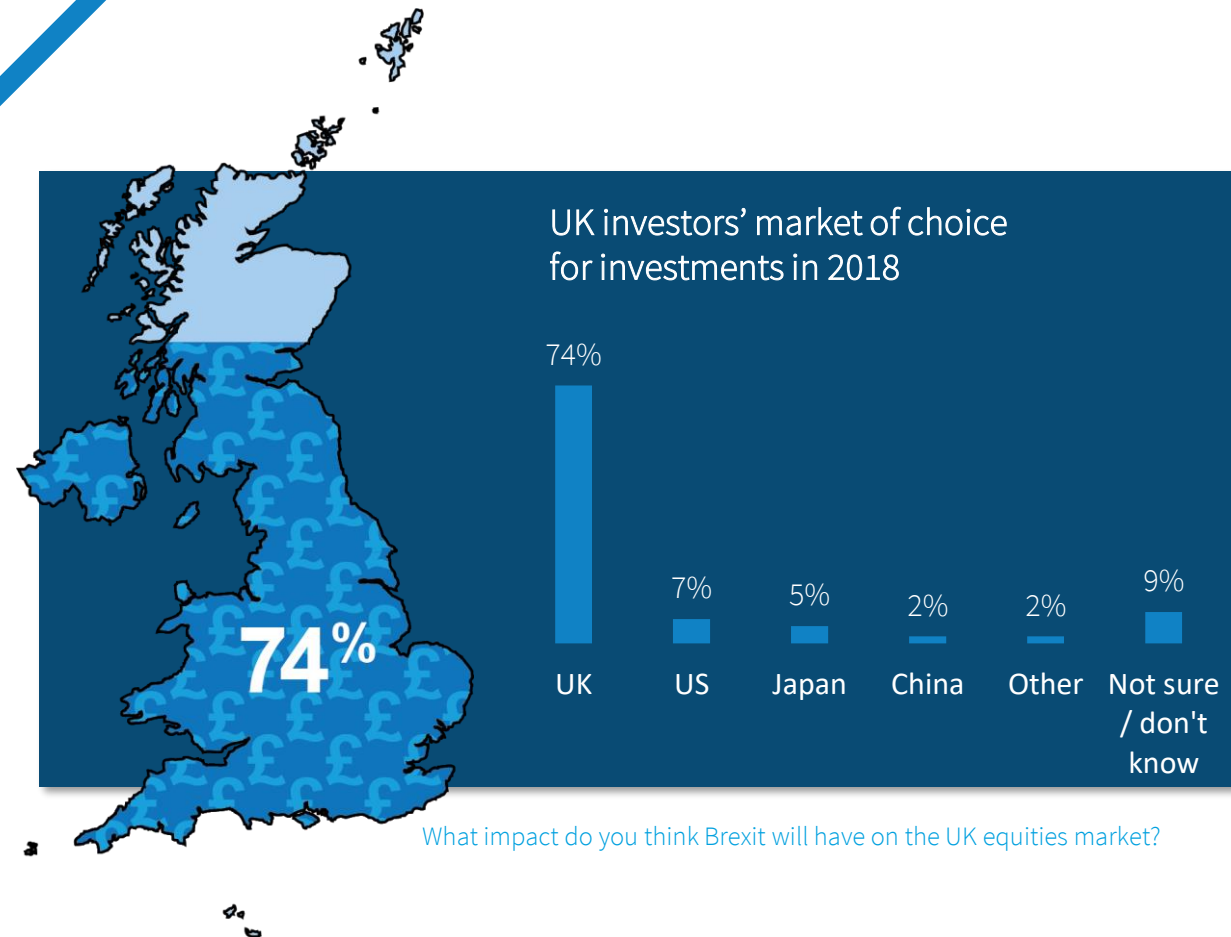 UK investors’ market of choice
for investments in 2018
74%
7%
5%
2%
2%
9%
UK
US
Japan
China
Other
Not sure
/ don't
know
74%
What impact do you think Brexit will have on the UK equities market?